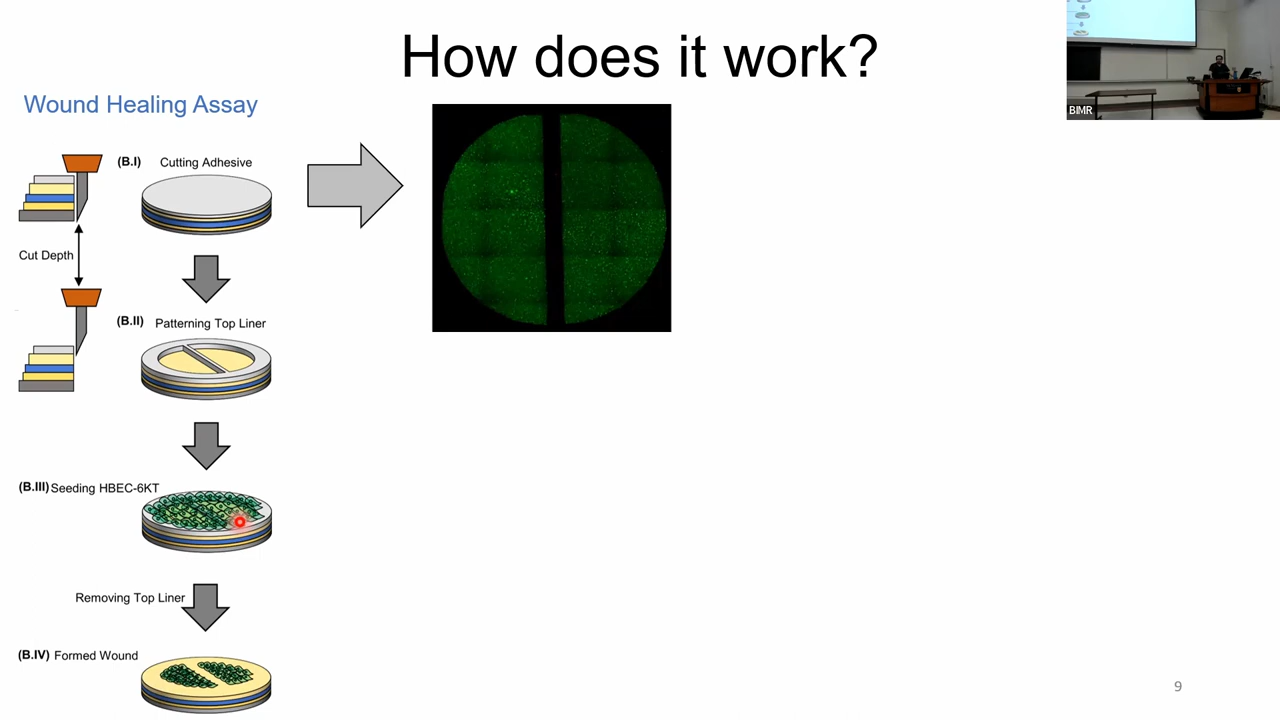 How does it work?
Wound Healing Assay
(B.I) Cutting Adhesive
Cut Depth
(B.II) Patterning Top Liner
(B.III) Seeding HBEC-6KT
Removing Top Liner
(B.IV) Formed Wound
BIMR
9